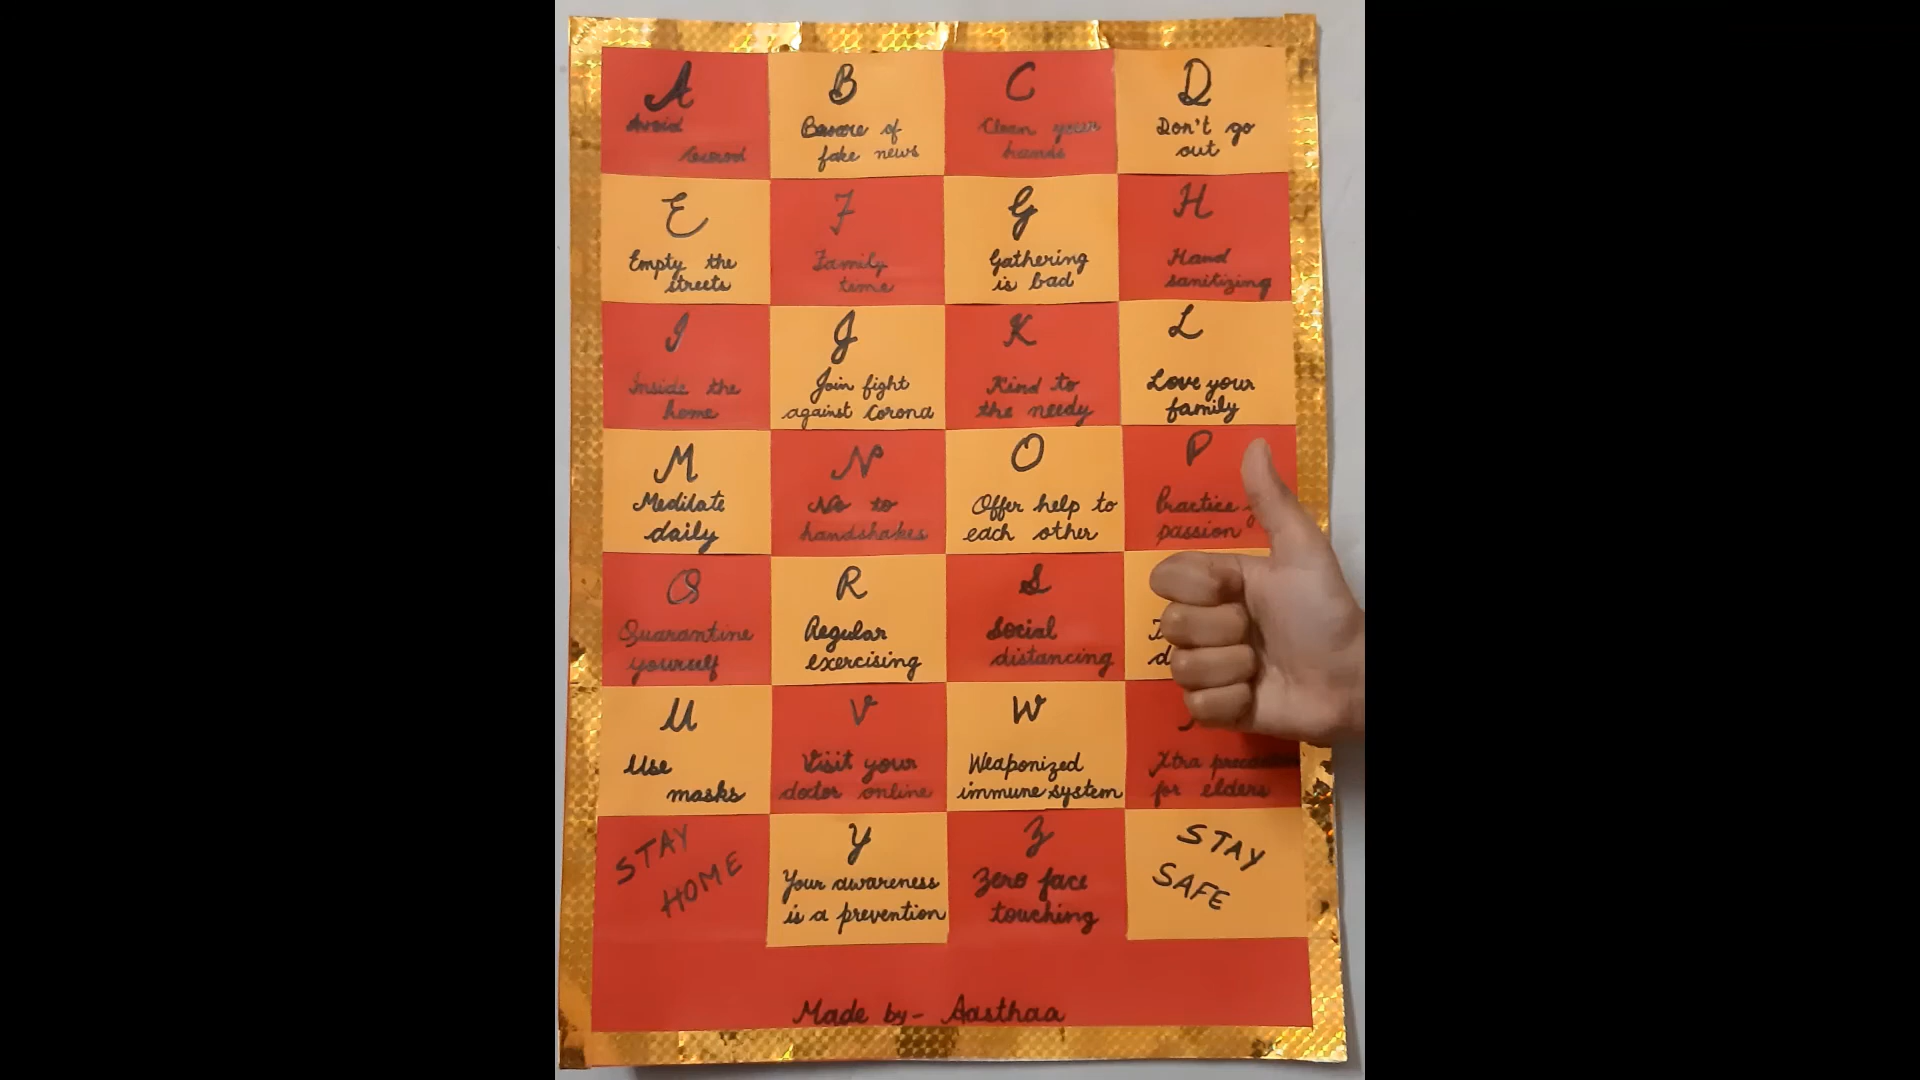 A
Avoid
B
Beware of
fake news
C
Clean your
hands
D
Don't go
out
E
Empty the
streets
F
Family
time
G
Gathering
is bad
H
Hand
sanitizing
I
Inside the
home
J
Join fight
against Corona
K
Kind to
the needy
L
Love your
family
M
Meditate
daily
N
No to
handshakes
O
Offer help to
each other
P
Practice
passion
Q
Quarantine
yourself
R
Regular
exercising
S
Social
distancing
U
Use
masks
V
Visit your
doctor online
W
Weaponized
immune system
Xtra
for elders
STAY
HOME
Y
Your awareness
is a prevention
Z
Zero face
touching
STAY
SAFE
Made by- Aasthaa